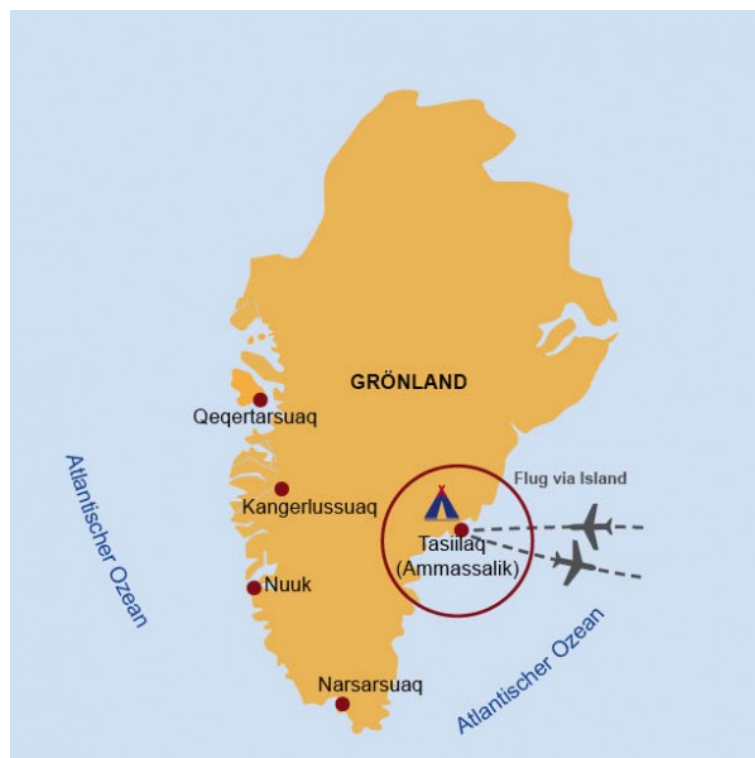 GRÖNLAND
Qeqertarsuaq
Atlantischer Ozean
Flug via Island
Kangerlussuaq
Tasiilaq
(Ammassalik)
Nuuk
Atlantischer Ozean
Narsarsuaq